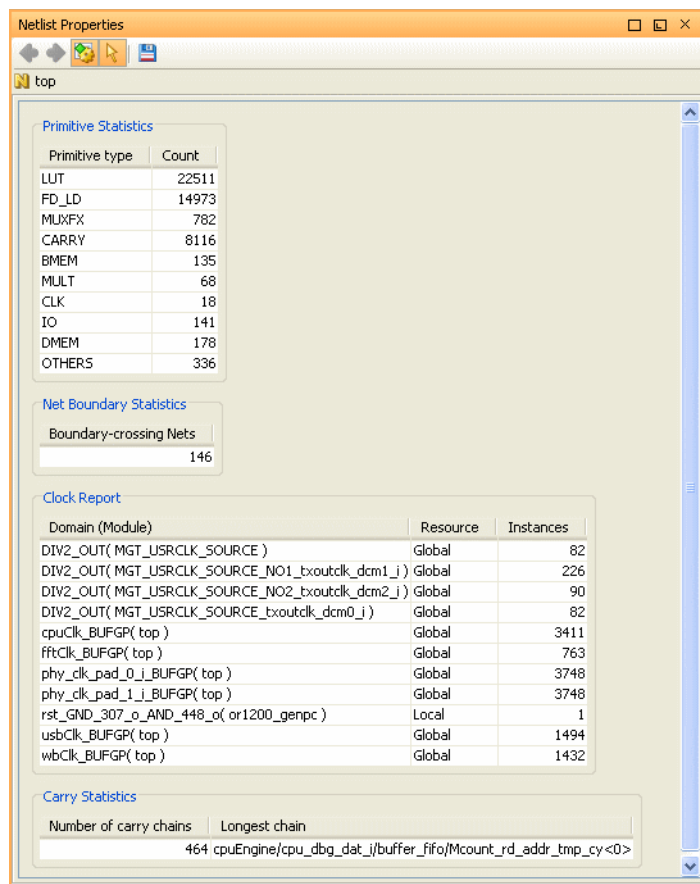 Netlist Properties
top
Primitive Statistics
Primitive type Count
LUT 22511
FD_LD 14973
MUXFX 782
CARRY 8116
BMEM 135
MULT 68
CLK 18
IO 141
DMEM 178
OTHERS 336
Net Boundary Statistics
Boundary-crossing Nets
146
Clock Report
Domain (Module) Resource Instances
DIV2_OUT( MGT_USRCLK_SOURCE ) Global 82
DIV2_OUT( MGT_USRCLK_SOURCE_NO1_txoutclk_dcm1_i ) Global 226
DIV2_OUT( MGT_USRCLK_SOURCE_NO2_txoutclk_dcm2_i ) Global 90
DIV2_OUT( MGT_USRCLK_SOURCE_txoutclk_dcm0_i ) Global 82
cpuClk_BUFGP( top ) Global 3411
fftClk_BUFGP( top ) Global 763
phy_clk_pad_0_i_BUFGP( top ) Global 3748
phy_clk_pad_1_i_BUFGP( top ) Global 3748
rst_GND_307_o_AND_448_o( or1200_genpc ) Local 1
usbClk_BUFGP( top ) Global 1494
wbClk_BUFGP( top ) Global 1432
Carry Statistics
Number of carry chains Longest chain
464 cpuEngine/cpu_dbg_dat_i/buffer_fifo/Mcount_rd_addr_tmp_cy<0>